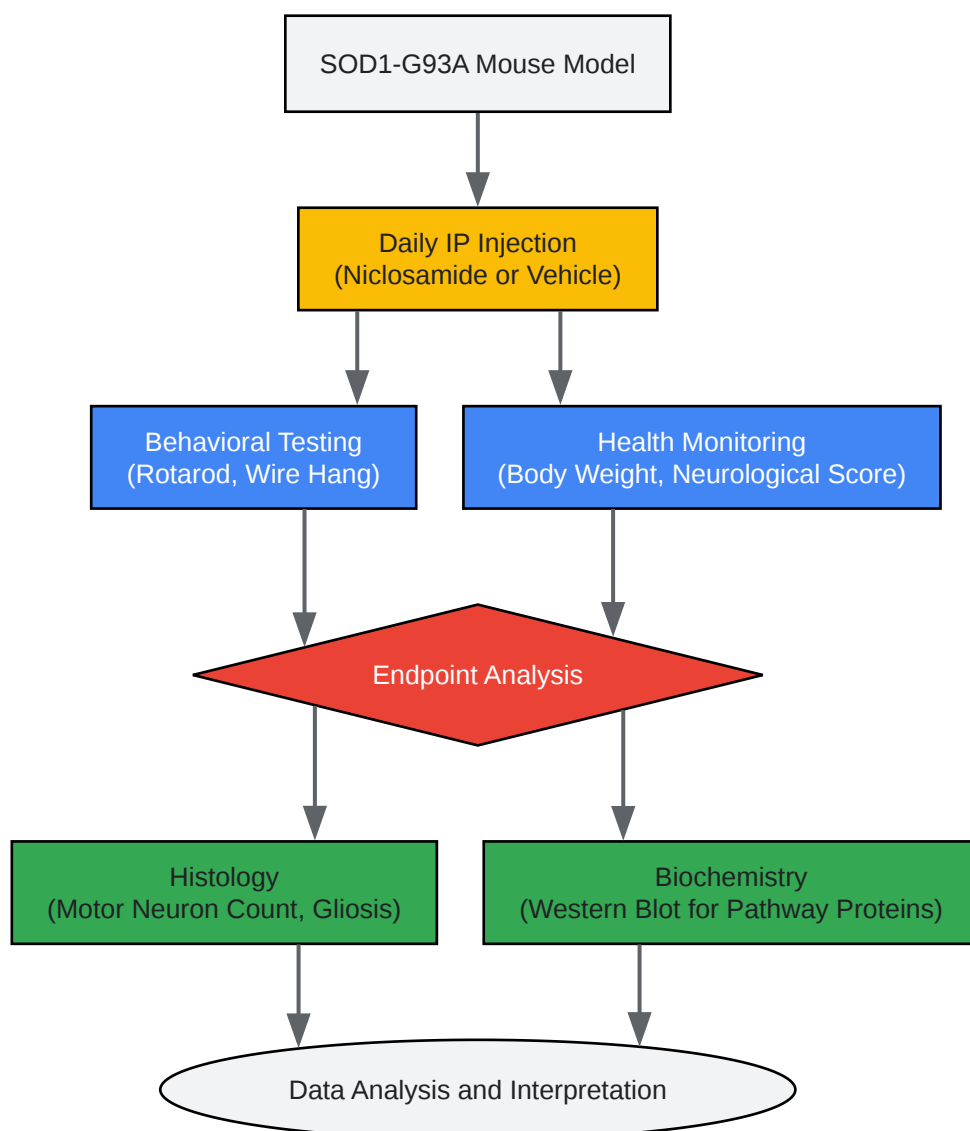 SOD1-G93A Mouse Model
Daily IP Injection
(Niclosamide or Vehicle)
Behavioral Testing
(Rotarod, Wire Hang)
Health Monitoring
(Body Weight, Neurological Score)
Endpoint Analysis
Histology
(Motor Neuron Count, Gliosis)
Biochemistry
(Western Blot for Pathway Proteins)
Data Analysis and Interpretation